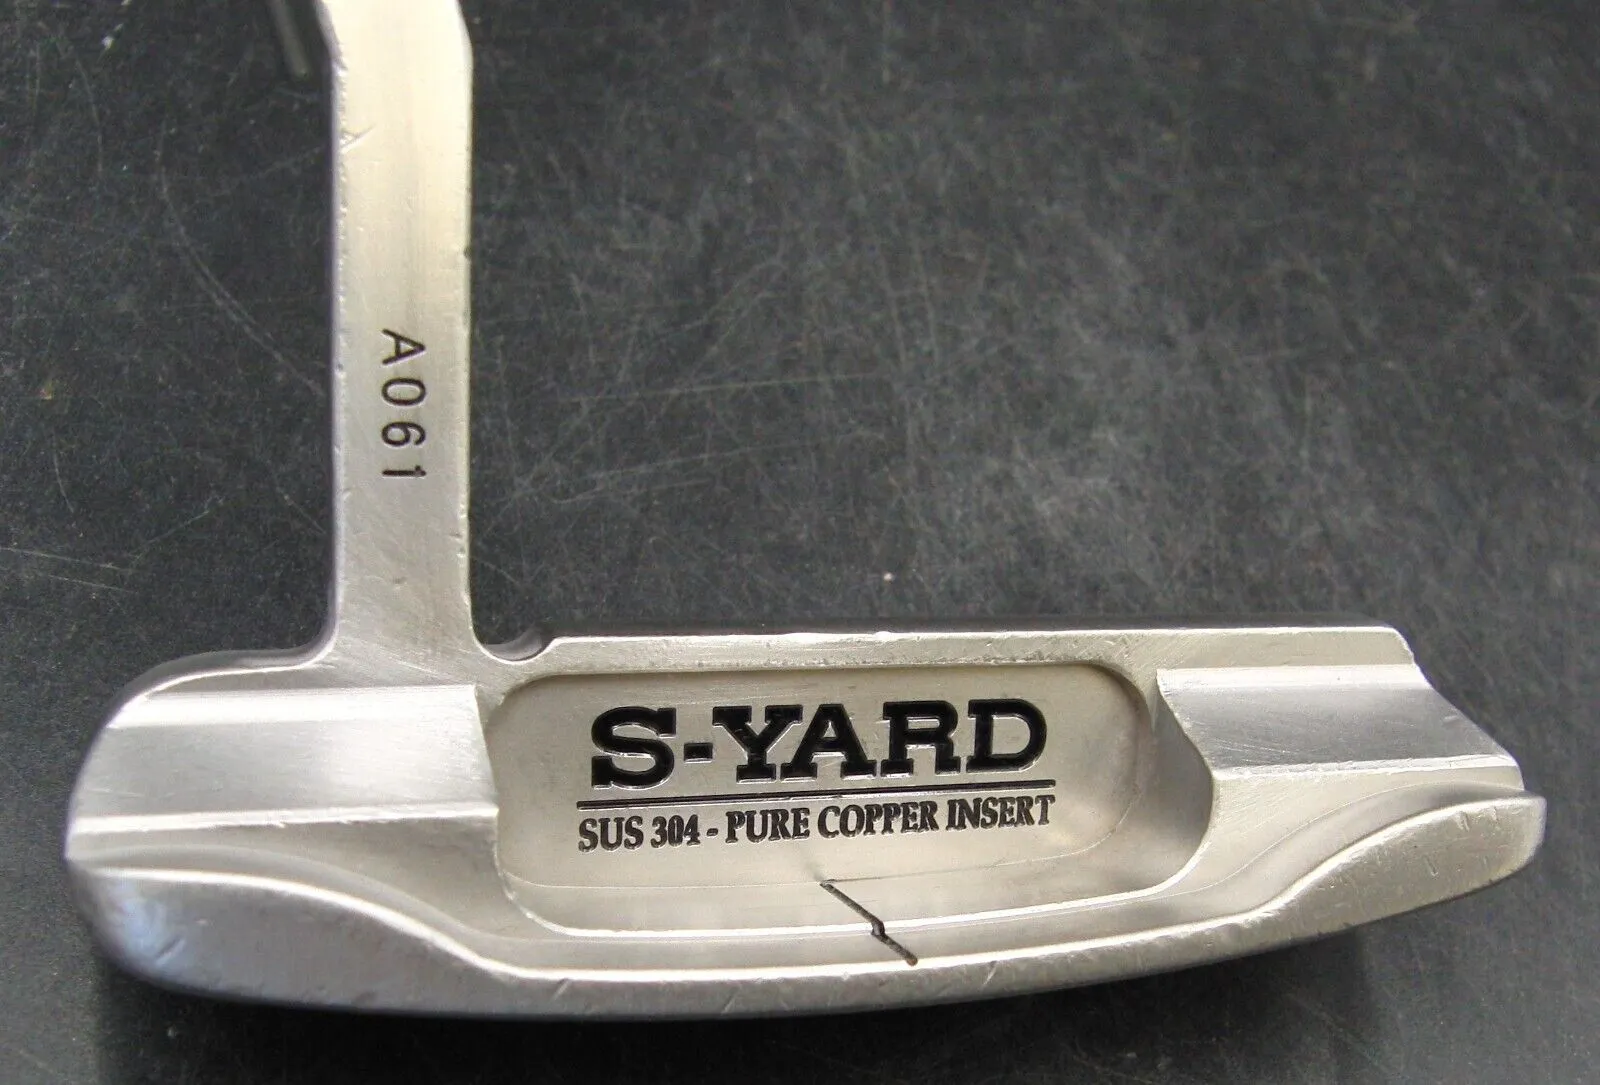 A061
S-YARD
SUS 304 - PURE COPPER INSERT